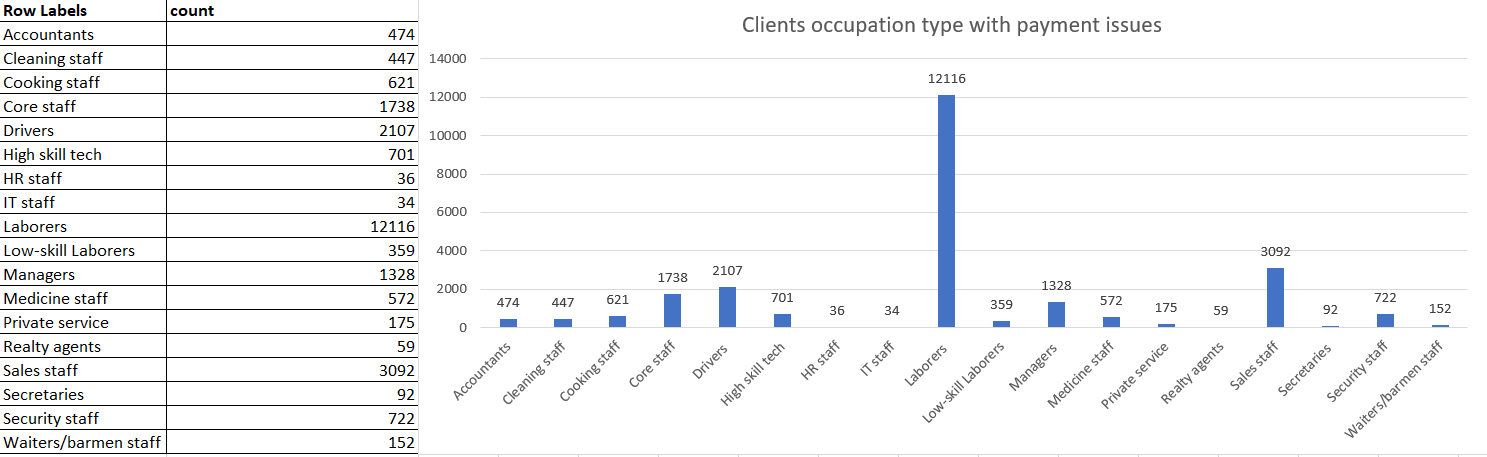 Row Labels count
Accountants 474
Cleaning staff 447
Cooking staff 621
Core staff 1738
Drivers 2107
High skill tech 701
HR staff 36
IT staff 34
Laborers 12116
Low-skill Laborers 359
Managers 1328
Medicine staff 572
Private service 175
Realty agents 59
Sales staff 3092
Secretaries 92
Security staff 722
Waiters/barmen staff 152
Clients occupation type with payment issues
14000
12000
10000
8000
6000
4000
2000
0
474 447 621 1738 2107 701 36 34 12116 359 1328 572 175 59 3092 92 722 152
Accountants
Cleaning staff
Cooking staff
Core staff
Drivers
High skill tech
HR staff
IT staff
Laborers
Low-skill Laborers
Managers
Medicine staff
Private service
Realty agents
Sales staff
Secretaries
Security staff
Waiters/barmen staff